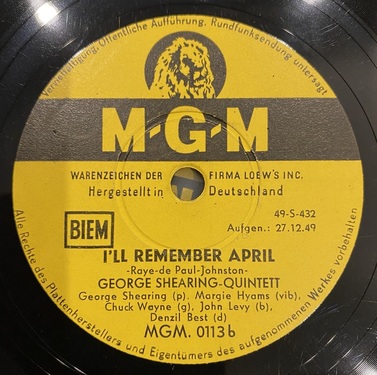 Vervielfältigung, Öffentliche Aufführung, Rundfunksendung untersagt
M-G-M
WARENZEICHEN DER FIRMA LOEW'S INC.
Hergestellt in Deutschland
49-S-432
BIEM
Aufgen.: 27.12.49
I'LL REMEMBER APRIL
-Raye-de Paul-Johnston-
GEORGE SHEARING-QUINTETT
George Shearing (p). Margie Hyams (vib).
Chuck Wayne (g), John Levy (b),
Denzil Best (d)
MGM. 0113 b
Alle Rechte des Plattenherstellers und Eigentümers des aufgenommenen Werkes vorbehalten